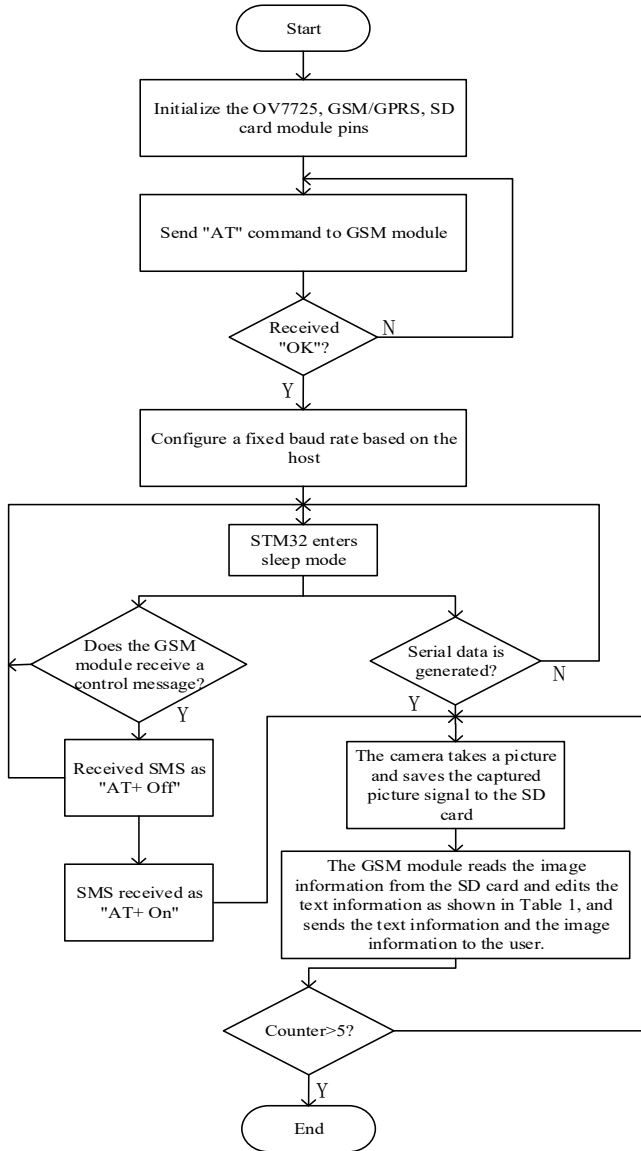 Start
Initialize the OV7725, GSM/GPRS, SD
card module pins
Send "AT" command to GSM module
Received
"OK"?
N
Y
Configure a fixed baud rate based on the
host
STM32 enters
sleep mode
Does the GSM
module receive a
control message?
Y
Serial data is
generated?
N
Y
Received SMS as
"AT+ Off"
The camera takes a picture
and saves the captured
picture signal to the SD
card
SMS received as
"AT+ On"
The GSM module reads the image
information from the SD card and edits the
text information as shown in Table 1, and
sends the text information and the image
information to the user.
Counter>5?
Y
End